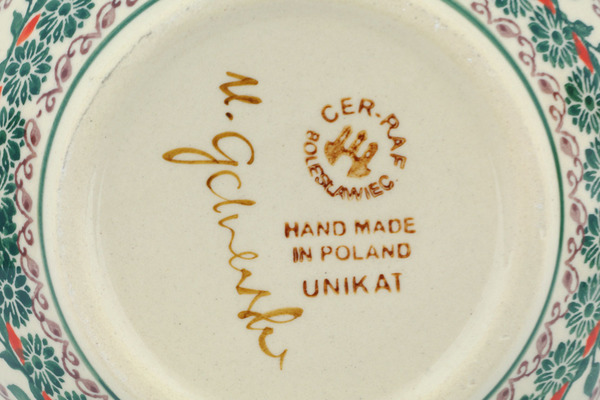 CER-RAF
BOLESŁAWIEC
HAND MADE
IN POLAND
UNIKAT